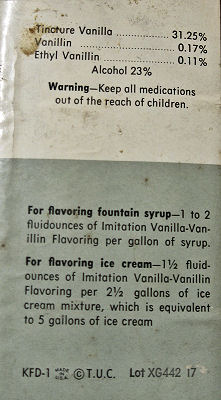 Tincture Vanilla ............... 31.25%
Vanillin ........................... 0.17%
Ethyl Vanillin .................. 0.11%
Alcohol 23%
Warning—Keep all medications
out of the reach of children.
For flavoring fountain syrup—1 to 2
fluidounces of Imitation Vanilla-Van-
illin Flavoring per gallon of syrup.
For flavoring ice cream—1½ fluid-
ounces of Imitation Vanilla-Vanillin
Flavoring per 2½ gallons of ice
cream mixture, which is equivalent
to 5 gallons of ice cream
KFD-1 MADE IN U.S.A. © T.U.C. Lot XG442 17